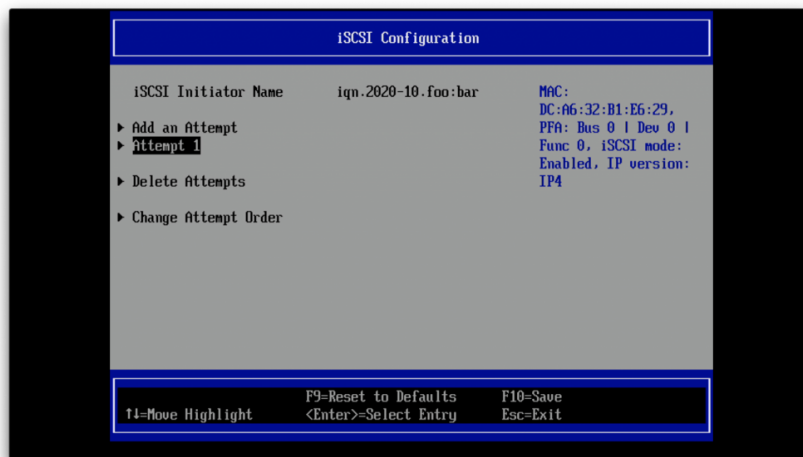 iSCSI Configuration
iSCSI Initiator Name iqn.2020-10.foo:bar
Add an Attempt
Attempt 1
Delete Attempts
Change Attempt Order
MAC:
DC:A6:32:B1:E6:29,
PFA: Bus 0 | Dev 0 |
Func 0, iSCSI mode:
Enabled, IP version:
IP4
F9=Reset to Defaults F10=Save
↑↓=Move Highlight <Enter>=Select Entry Esc=Exit